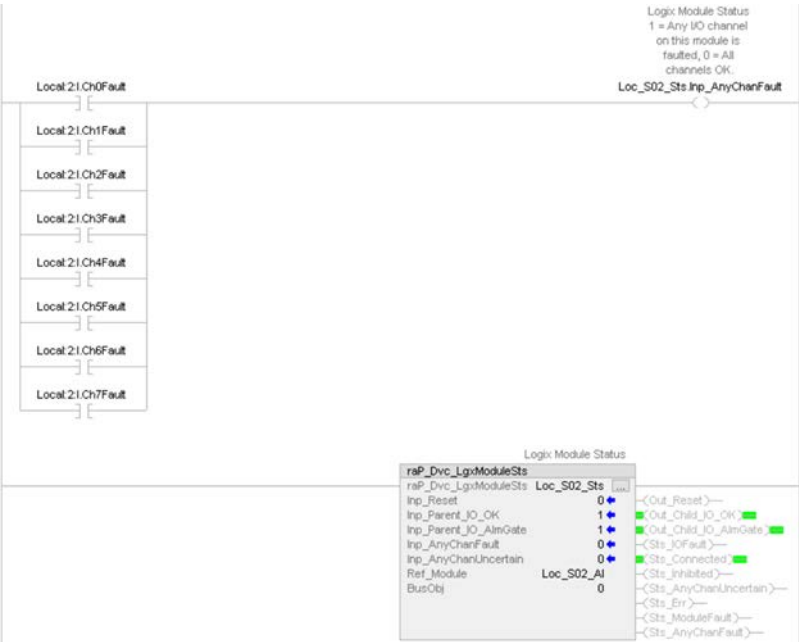 Logix Module Status
1 = Any I/O channel
on this module is
faulted, 0 = All
channels OK.
Local:2:I.Ch0Fault
Loc_S02_Sts.Inp_AnyChanFault
Local:2:I.Ch1Fault
Local:2:I.Ch2Fault
Local:2:I.Ch3Fault
Local:2:I.Ch4Fault
Local:2:I.Ch5Fault
Local:2:I.Ch6Fault
Local:2:I.Ch7Fault
Logix Module Status
raP_Dvc_LgxModuleSts
raP_Dvc_LgxModuleSts Loc_S02_Sts ...
Inp_Reset 0 (Out_Reset)
Inp_Parent_IO_OK 1 (Out_Child_IO_OK)
Inp_Parent_IO_AlmGate 1 (Out_Child_IO_AlmGate)
Inp_AnyChanFault 0 (Sts_IOFault)
Inp_AnyChanUncertain 0 (Sts_Connected)
Ref_Module Loc_S02_AI (Sts_Inhibited)
BusObj 0 (Sts_AnyChanUncertain)
(Sts_Err)
(Sts_ModuleFault)
(Sts_AnyChanFault)